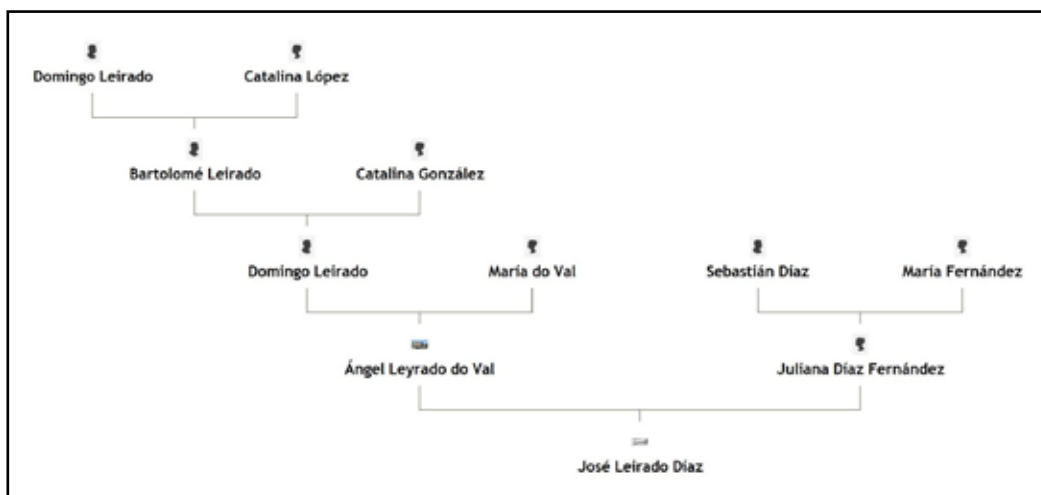 Domingo Leirado Catalina López
Bartolomé Leirado Catalina González
Domingo Leirado María do Val Sebastián Díaz María Fernández
Ángel Leyrado do Val Juliana Díaz Fernández
José Leirado Díaz